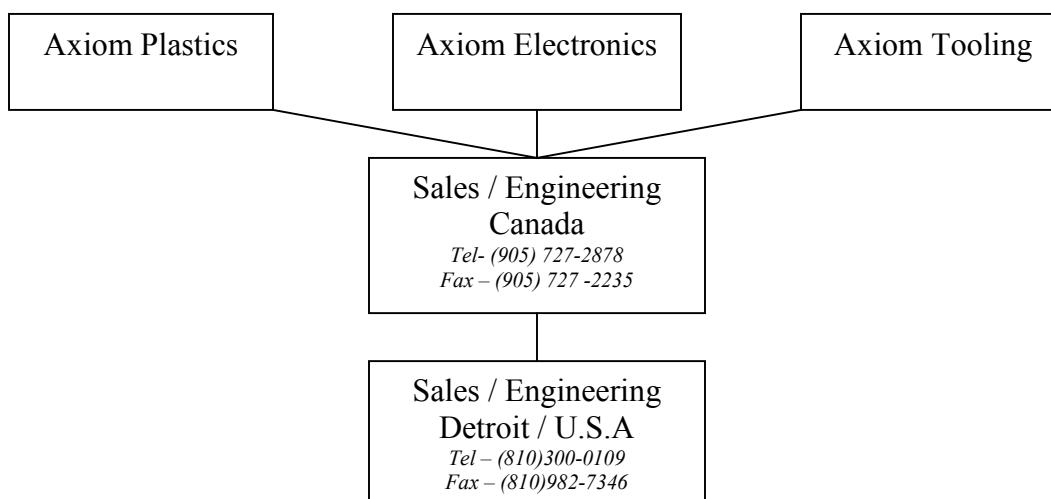 Axiom Plastics
Axiom Electronics
Axiom Tooling
Sales / Engineering
Canada
Tel- (905) 727-2878
Fax – (905) 727 -2235
Sales / Engineering
Detroit / U.S.A
Tel – (810)300-0109
Fax – (810)982-7346